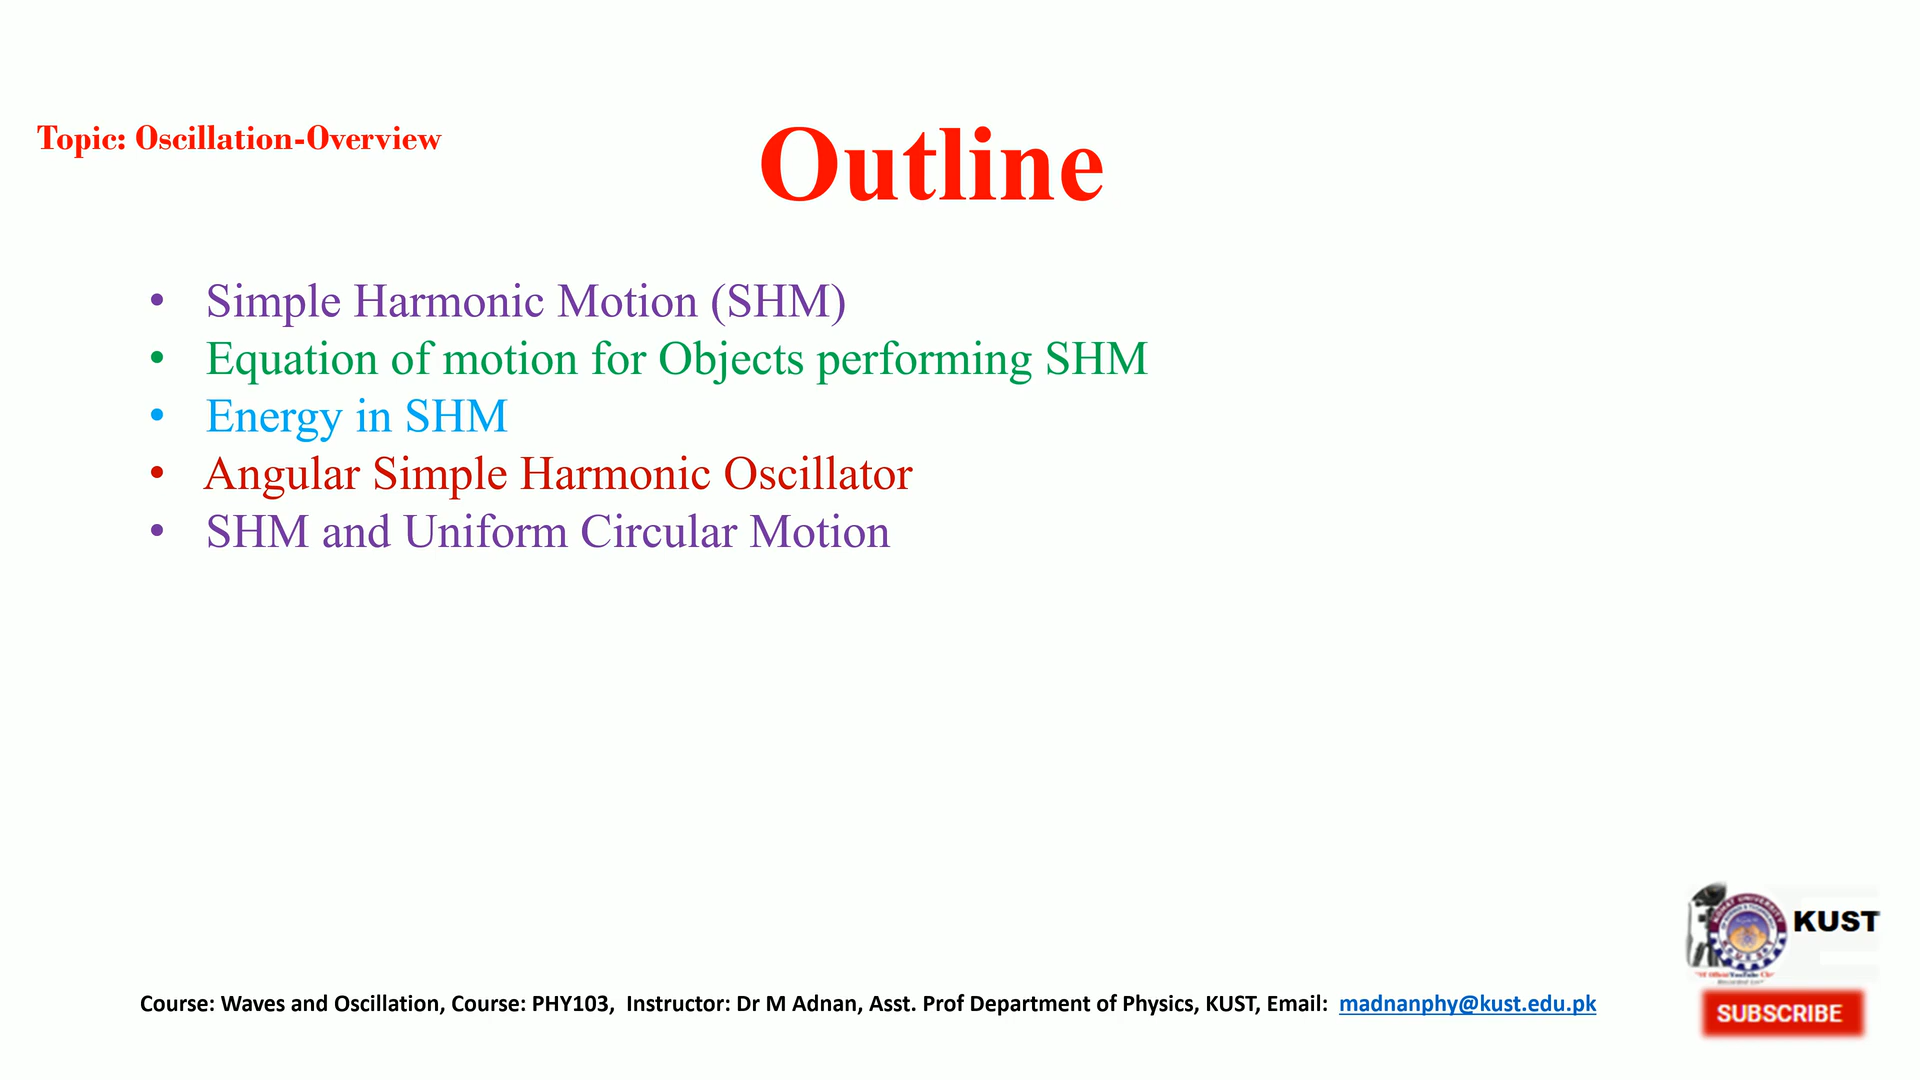 Topic: Oscillation-Overview
Outline
• Simple Harmonic Motion (SHM)
• Equation of motion for Objects performing SHM
• Energy in SHM
• Angular Simple Harmonic Oscillator
• SHM and Uniform Circular Motion
KUST
Course: Waves and Oscillation, Course: PHY103, Instructor: Dr M Adnan, Asst. Prof Department of Physics, KUST, Email: madnanphy@kust.edu.pk
SUBSCRIBE